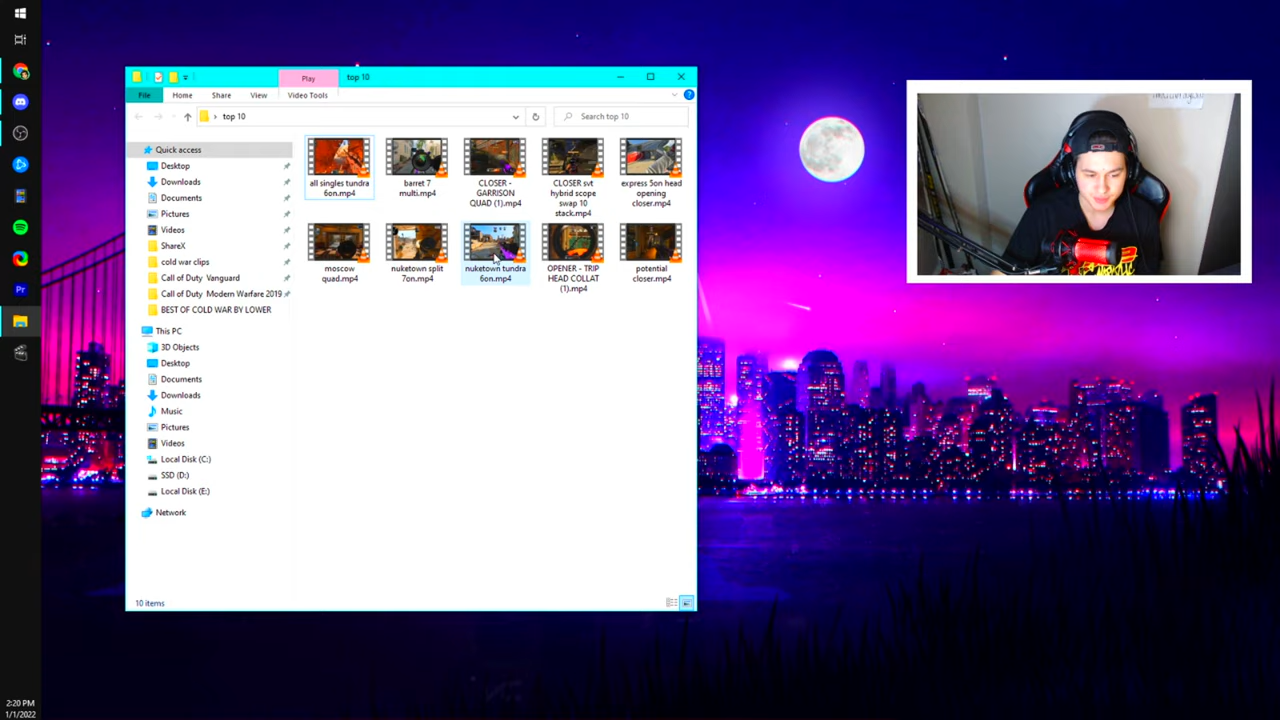 Play
top 10
File
Home
Share
View
Video Tools
top 10
Search top 10
Quick access
Desktop
Downloads
Documents
Pictures
Videos
ShareX
cold war clips
Call of Duty Vanguard
Call of Duty Modern Warfare 2019
BEST OF COLD WAR BY LOWER
This PC
3D Objects
Desktop
Documents
Downloads
Music
Pictures
Videos
Local Disk (C:)
SSD (D:)
Local Disk (E:)
Network
all singles tundra
6on.mp4
barret 7
multi.mp4
CLOSER -
GARRISON
QUAD (1).mp4
CLOSER svt
hybrid scope
swap 10
stack.mp4
express 5on head
opening
closer.mp4
moscow
quad.mp4
nuketown split
7on.mp4
nuketown tundra
6on.mp4
OPENER - TRIP
HEAD COLLAT
(1).mp4
potential
closer.mp4
10 items
Pr
2:20 PM
1/1/2022